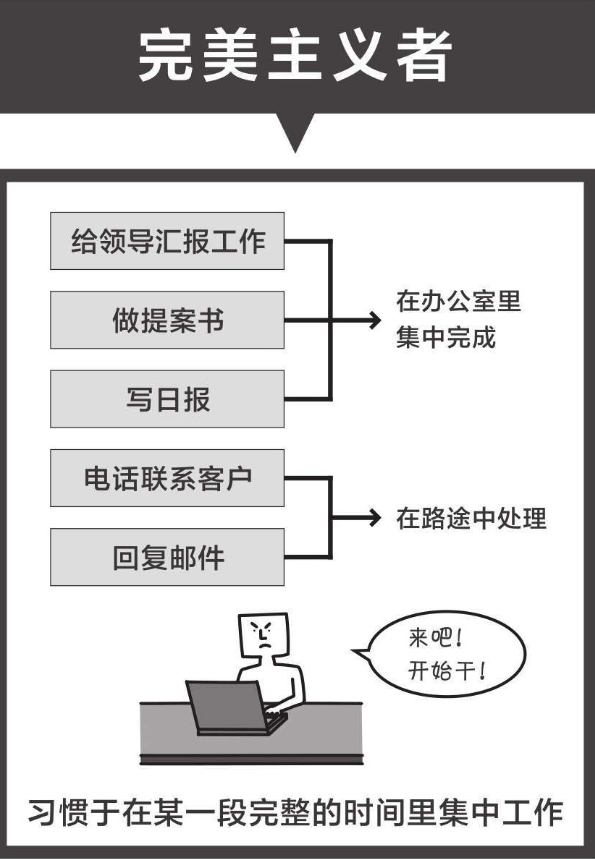 完美主义者
给领导汇报工作
做提案书
写日报
在办公室里
集中完成
电话联系客户
回复邮件
在路途中处理
来吧!
开始干!
习惯于在某一段完整的时间里集中工作